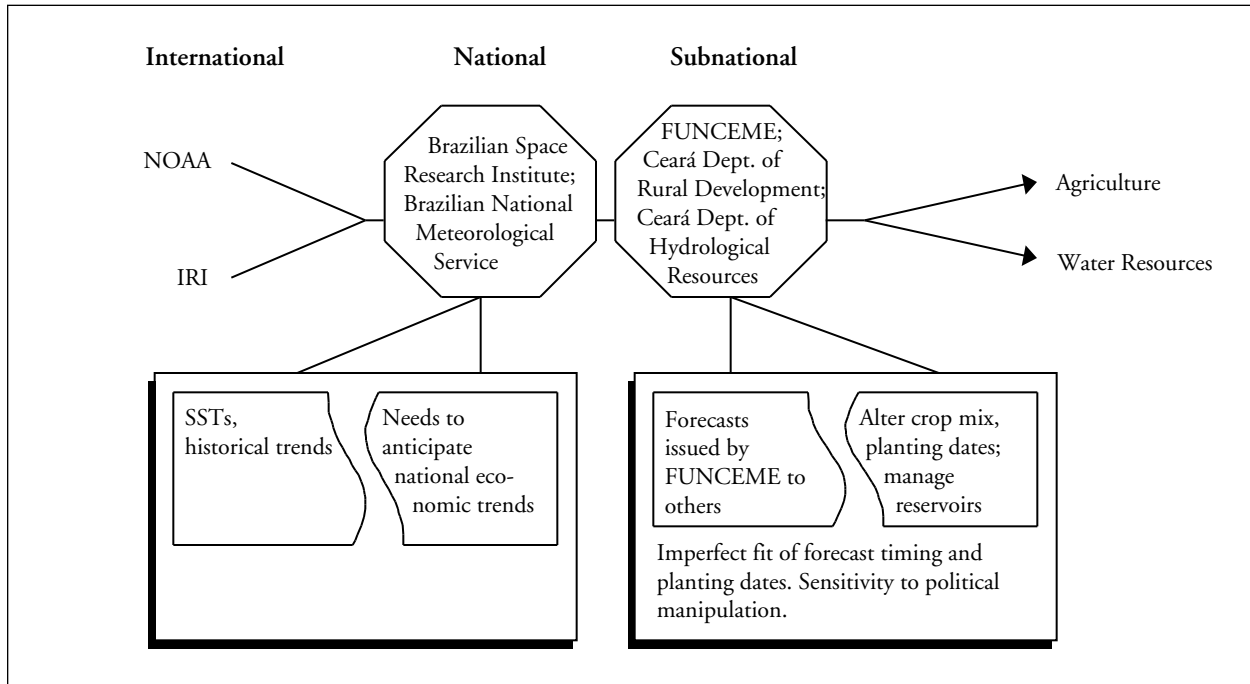 International
National
Subnational
NOAA
IRI
Brazilian Space
Research Institute;
Brazilian National
Meteorological
Service
FUNCEME;
Ceará Dept. of
Rural Development;
Ceará Dept. of
Hydrological
Resources
Agriculture
Water Resources
SSTs,
historical trends
Needs to
anticipate
national eco-
nomic trends
Forecasts
issued by
FUNCEME to
others
Alter crop mix,
planting dates;
manage
reservoirs
Imperfect fit of forecast timing and
planting dates. Sensitivity to political
manipulation.